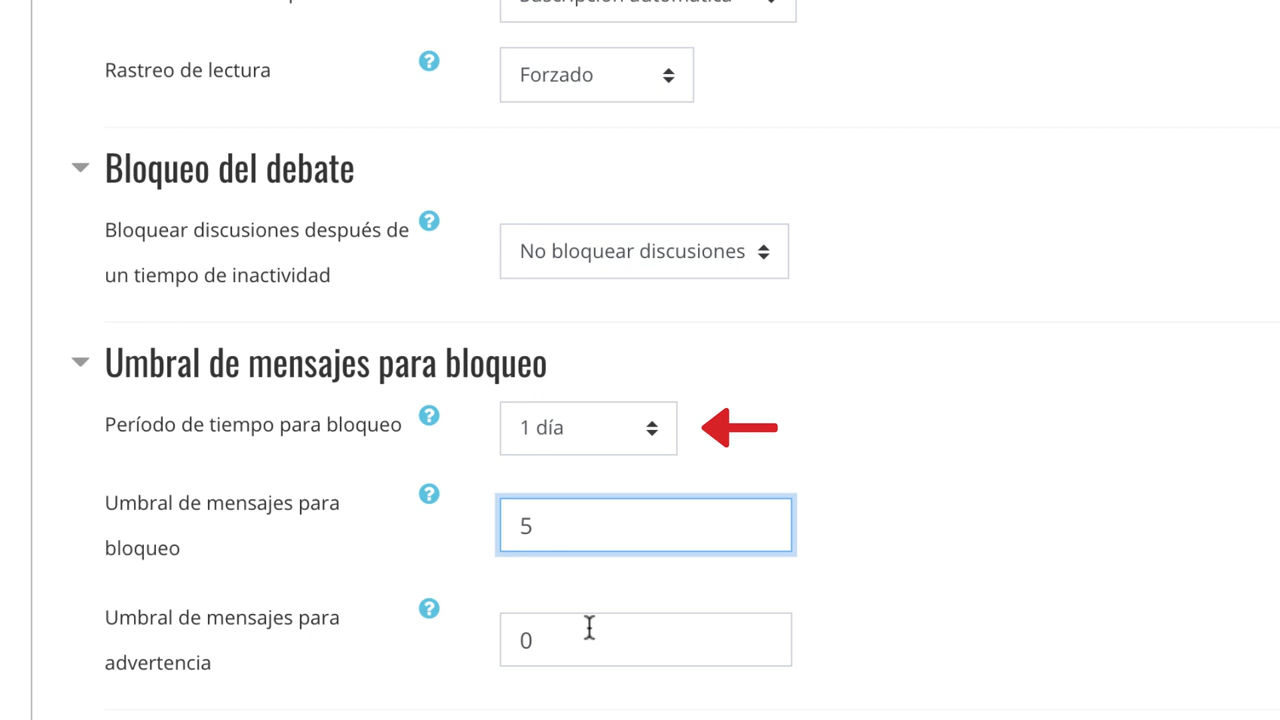 Suscripción automática
Rastreo de lectura
?
Forzado
Bloqueo del debate
Bloquear discusiones después de
un tiempo de inactividad
?
No bloquear discusiones
Umbral de mensajes para bloqueo
Período de tiempo para bloqueo
?
1 día
Umbral de mensajes para
bloqueo
?
5
Umbral de mensajes para
advertencia
?
0